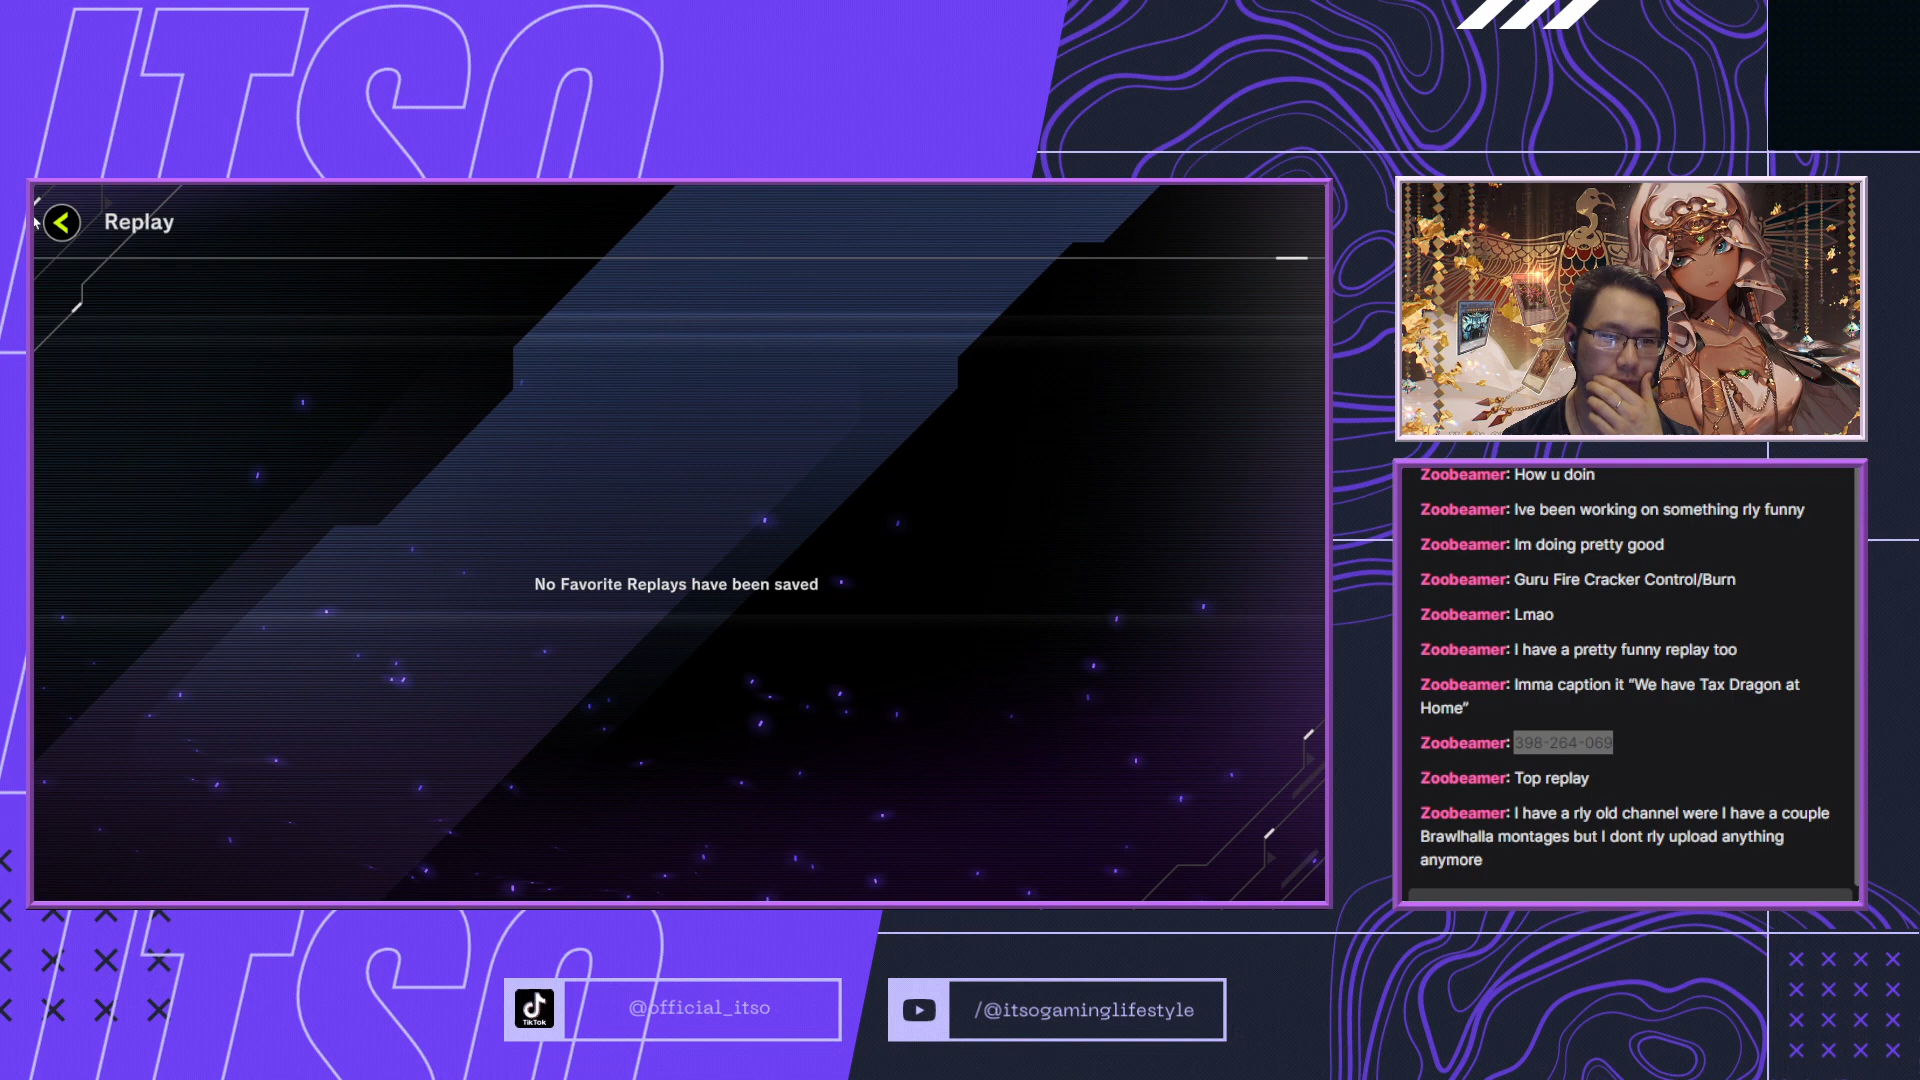 ITSO
Replay
No Favorite Replays have been saved
Zoobeamer: How u doin
Zoobeamer: Ive been working on something rly funny
Zoobeamer: Im doing pretty good
Zoobeamer: Guru Fire Cracker Control/Burn
Zoobeamer: Lmao
Zoobeamer: I have a pretty funny replay too
Zoobeamer: Imma caption it “We have Tax Dragon at
Home”
Zoobeamer: 398-264-069
Zoobeamer: Top replay
Zoobeamer: I have a rly old channel were I have a couple
Brawlhalla montages but I dont rly upload anything
anymore
ITSO
TikTok
@official_itso
/@itsogaminglifestyle